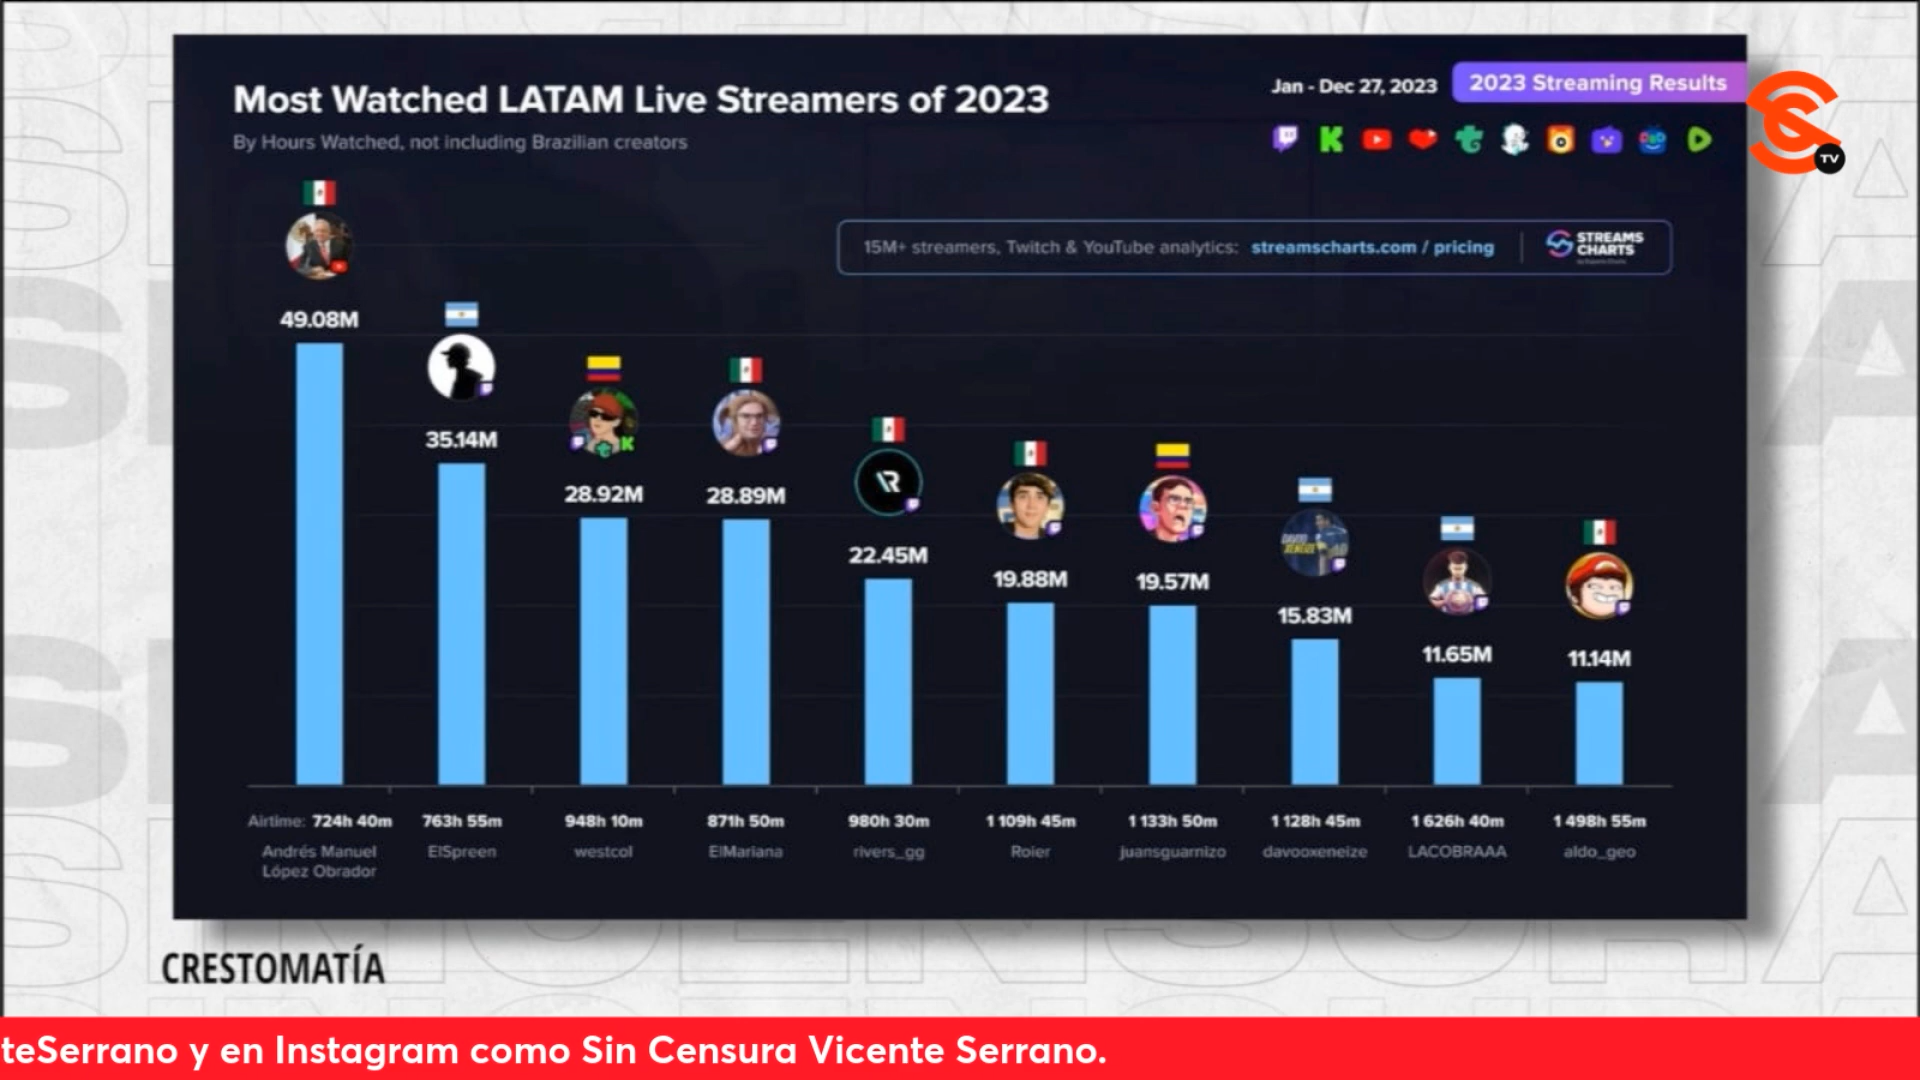 Most Watched LATAM Live Streamers of 2023
By Hours Watched, not including Brazilian creators
Jan - Dec 27, 2023
2023 Streaming Results
TV
15M+ streamers, Twitch & YouTube analytics: streamscharts.com / pricing
STREAMS
CHARTS
49.08M
35.14M
28.92M
28.89M
22.45M
19.88M
19.57M
15.83M
11.65M
11.14M
Airtime: 724h 40m 763h 55m 948h 10m 871h 50m 980h 30m 1 109h 45m 1 133h 50m 1 128h 45m 1 626h 40m 1 498h 55m
Andrés Manuel
López Obrador
ElSpreen
westcol
ElMariana
rivers_gg
Roier
juansguarnizo
davooxeneize
LACOBRAAA
aldo_geo
CRESTOMATÍA
teSerrano y en Instagram como Sin Censura Vicente Serrano.